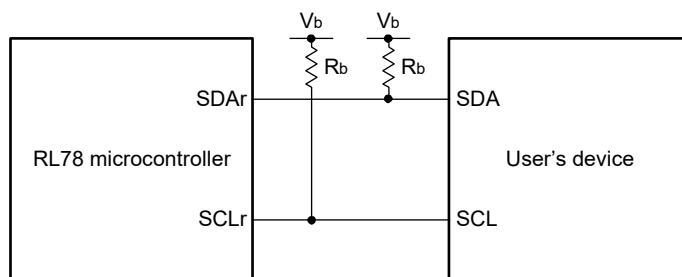 Vb Vb
Rb Rb
SDAr SDA
RL78 microcontroller User’s device
SCLr SCL